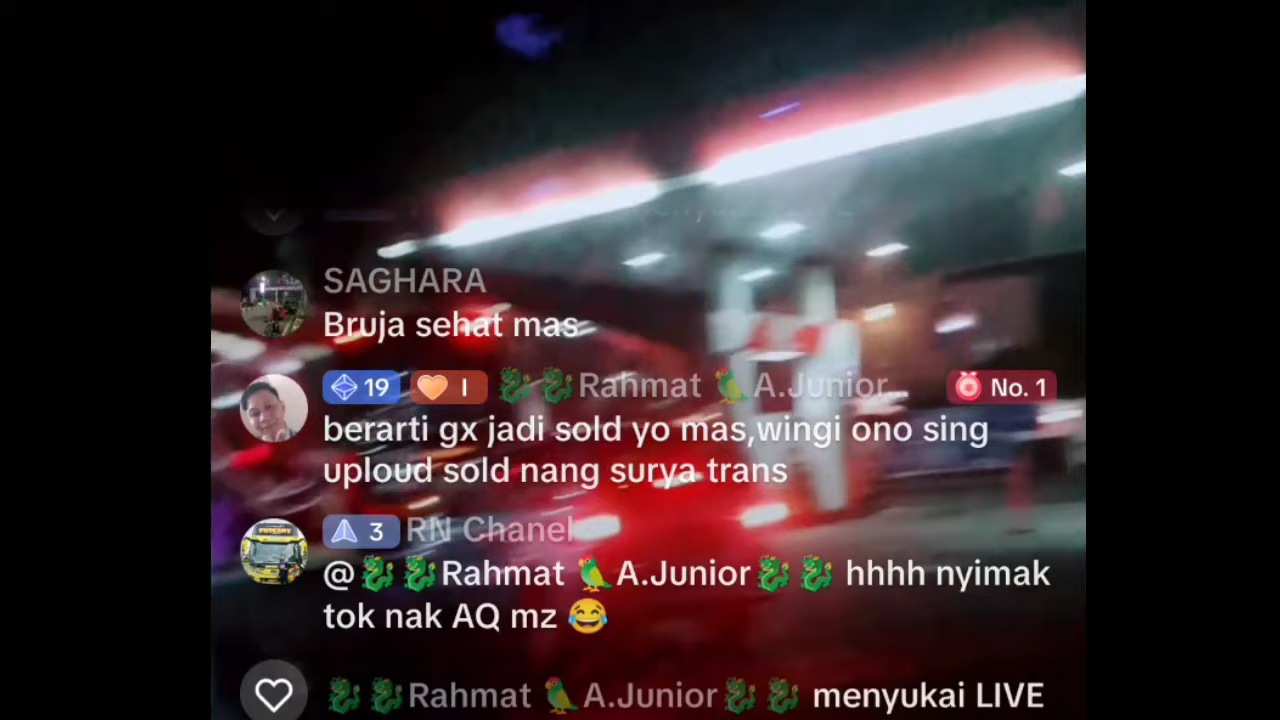 SAGHARA
Bruja sehat mas
19 1 🐉🐉Rahmat 🦜A.Junior... No. 1
berarti gx jadi sold yo mas,wingi ono sing
uploud sold nang surya trans
3 RN Chanel
@🐉🐉Rahmat 🦜A.Junior🐉🐉 hhhh nyimak
tok nak AQ mz 😂
🐉🐉Rahmat 🦜A.Junior🐉🐉 menyukai LIVE